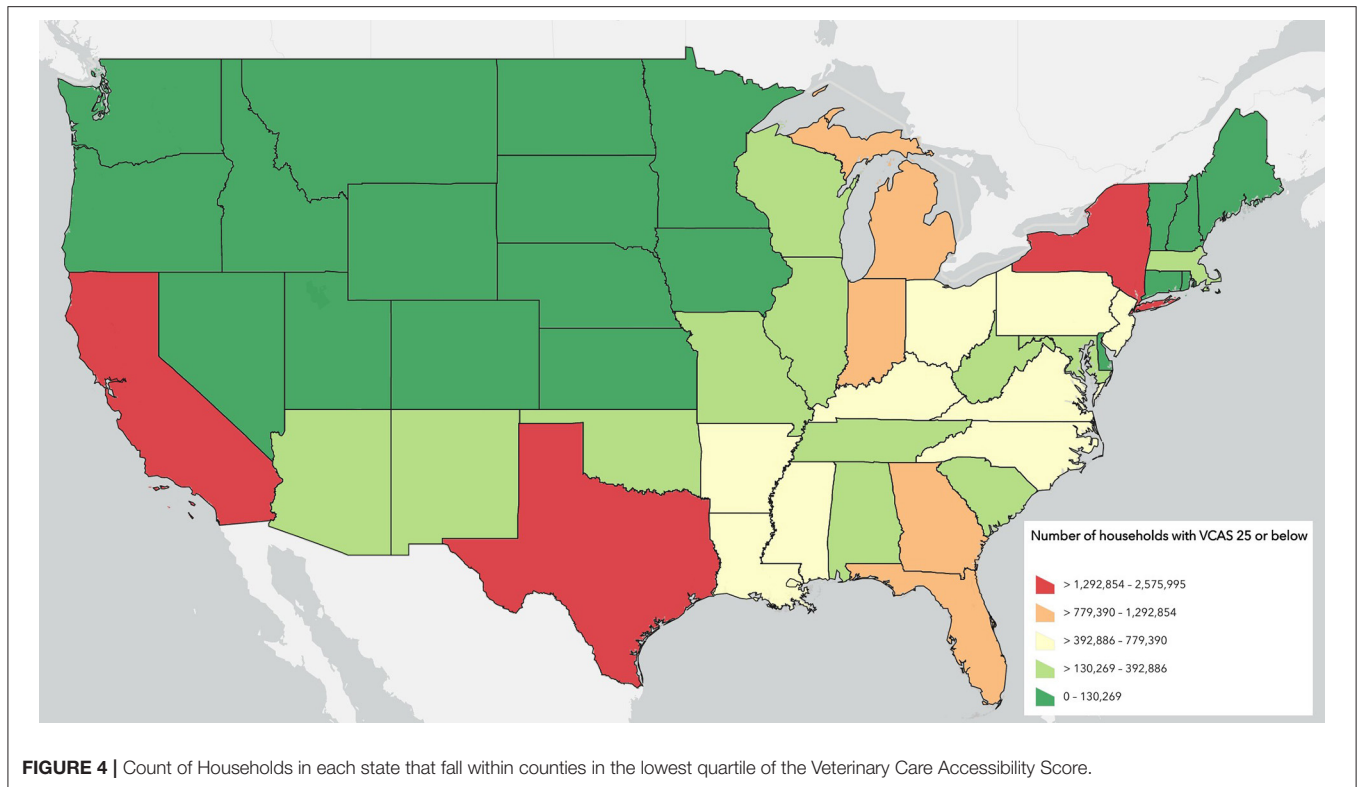 Number of households with VCAS 25 or below
> 1,292,854 - 2,575,995
> 779,390 - 1,292,854
> 392,886 - 779,390
> 130,269 - 392,886
0 - 130,269
FIGURE 4 | Count of Households in each state that fall within counties in the lowest quartile of the Veterinary Care Accessibility Score.